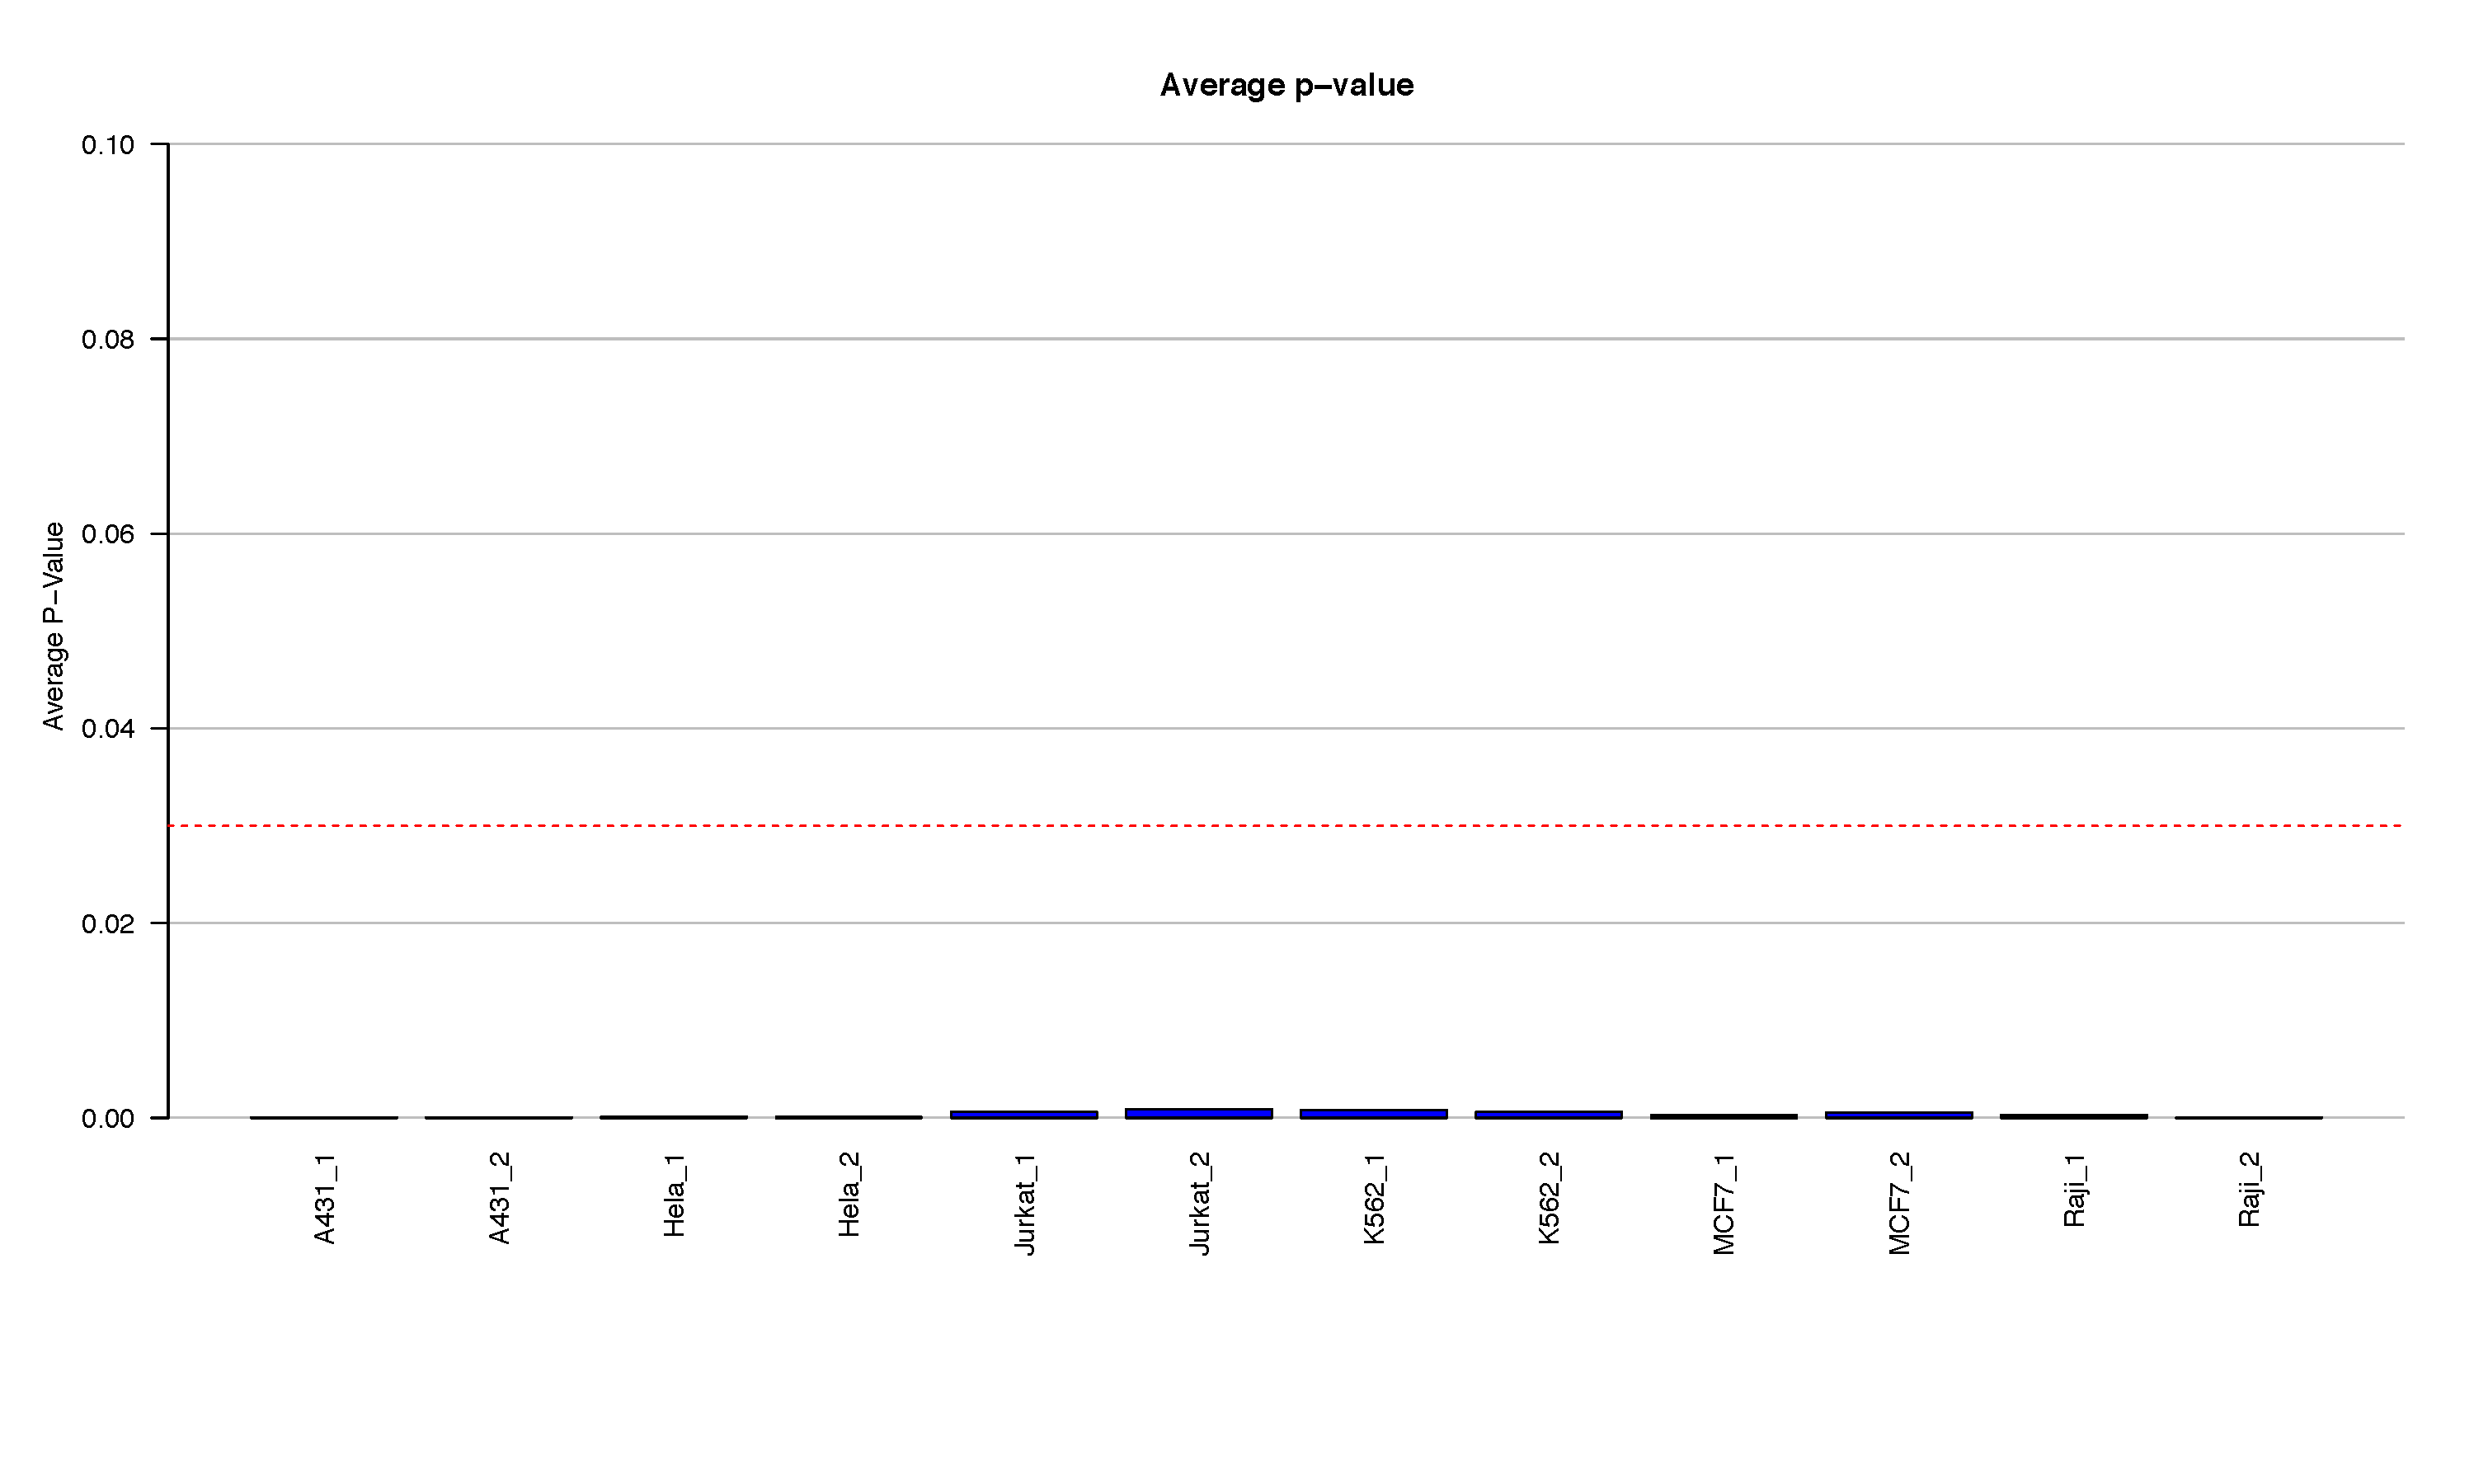 Average p-value
0.10
0.08
0.06
0.04
0.02
0.00
Average P-Value
A431_1
A431_2
Hela_1
Hela_2
Jurkat_1
Jurkat_2
K562_1
K562_2
MCF7_1
MCF7_2
Raji_1
Raji_2